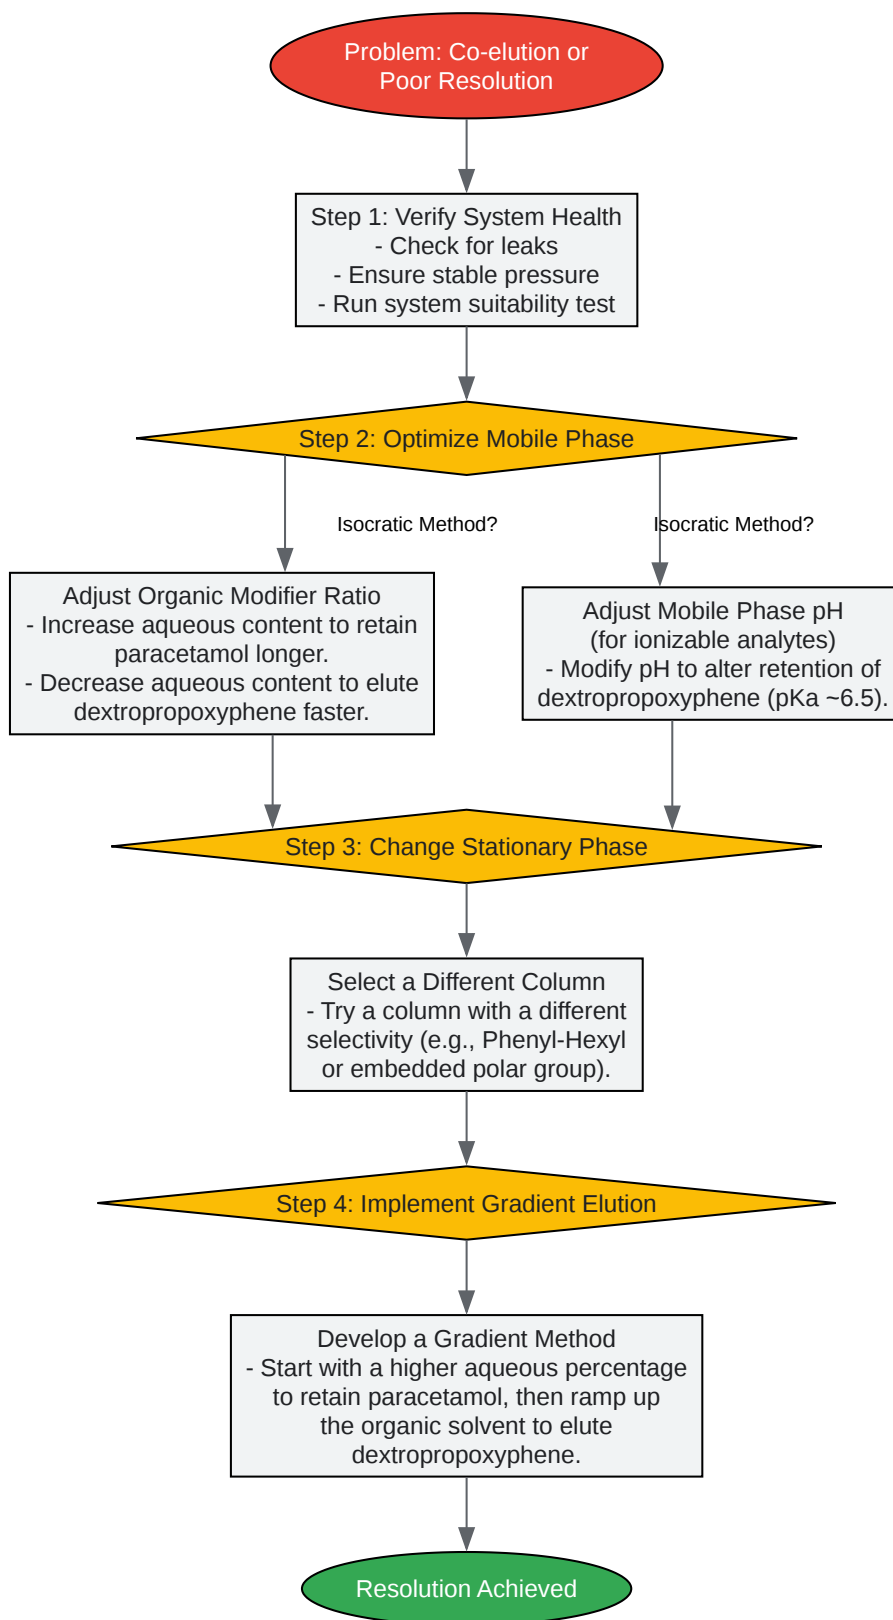 Problem: Co-elution or
Poor Resolution
Step 1: Verify System Health
- Check for leaks
- Ensure stable pressure
- Run system suitability test
Step 2: Optimize Mobile Phase
Isocratic Method?
Isocratic Method?
Adjust Organic Modifier Ratio
- Increase aqueous content to retain
paracetamol longer.
- Decrease aqueous content to elute
dextropropoxyphene faster.
Adjust Mobile Phase pH
(for ionizable analytes)
- Modify pH to alter retention of
dextropropoxyphene (pKa ~6.5).
Step 3: Change Stationary Phase
Select a Different Column
- Try a column with a different
selectivity (e.g., Phenyl-Hexyl
or embedded polar group).
Step 4: Implement Gradient Elution
Develop a Gradient Method
- Start with a higher aqueous percentage
to retain paracetamol, then ramp up
the organic solvent to elute
dextropropoxyphene.
Resolution Achieved